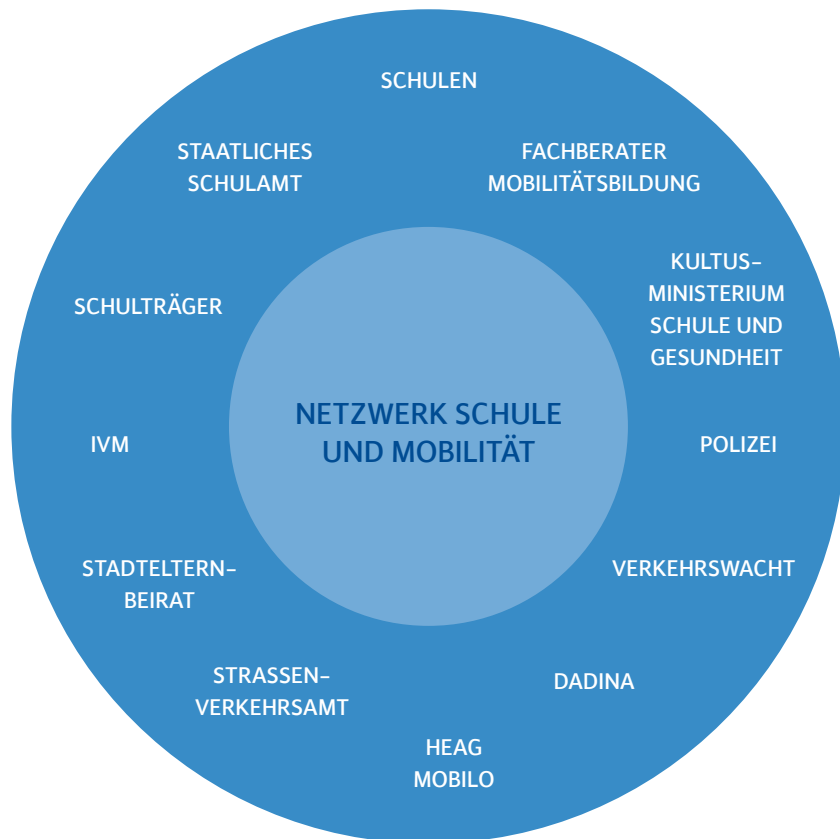 SCHULEN
STAATLICHES
SCHULAMT
FACHBERATER
MOBILITÄTSBILDUNG
KULTUS-
MINISTERIUM
SCHULE UND
GESUNDHEIT
SCHULTRÄGER
NETZWERK SCHULE
UND MOBILITÄT
IVM
POLIZEI
STADTELTERN-
BEIRAT
VERKEHRSWACHT
STRASSEN-
VERKEHRSAMT
DADINA
HEAG
MOBILO